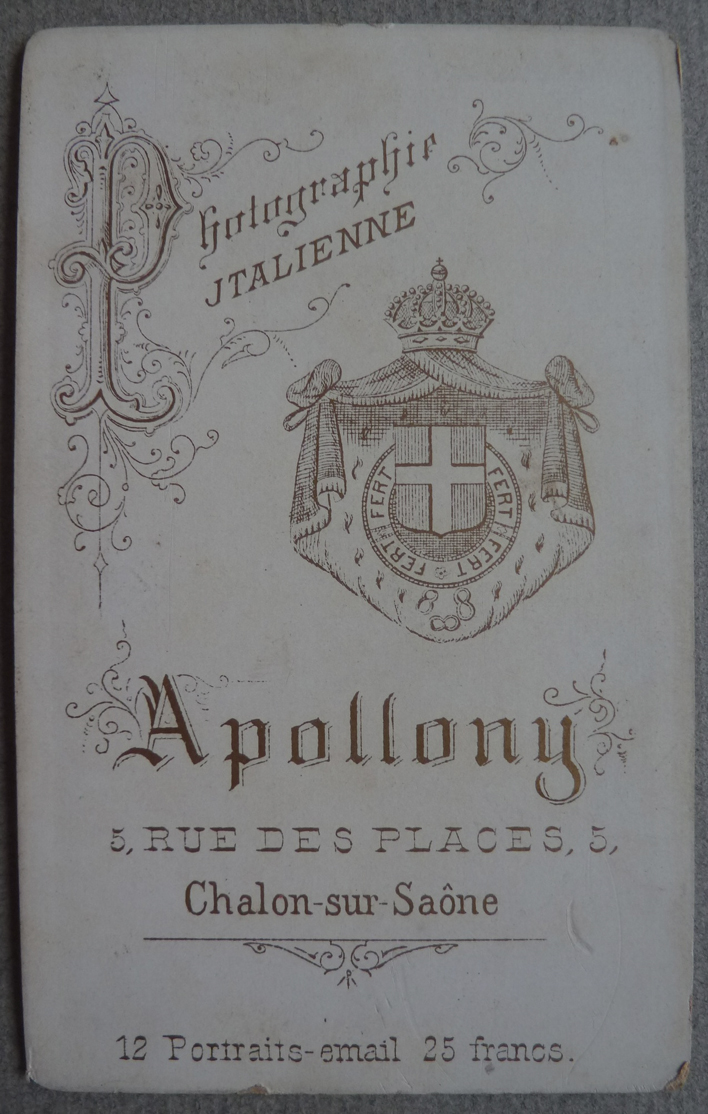 Photographie
ITALIENNE
FERT FERT FERT FERT
Apollony
5, RUE DES PLACES, 5,
Chalon-sur-Saône
12 Portraits-email 25 francs.